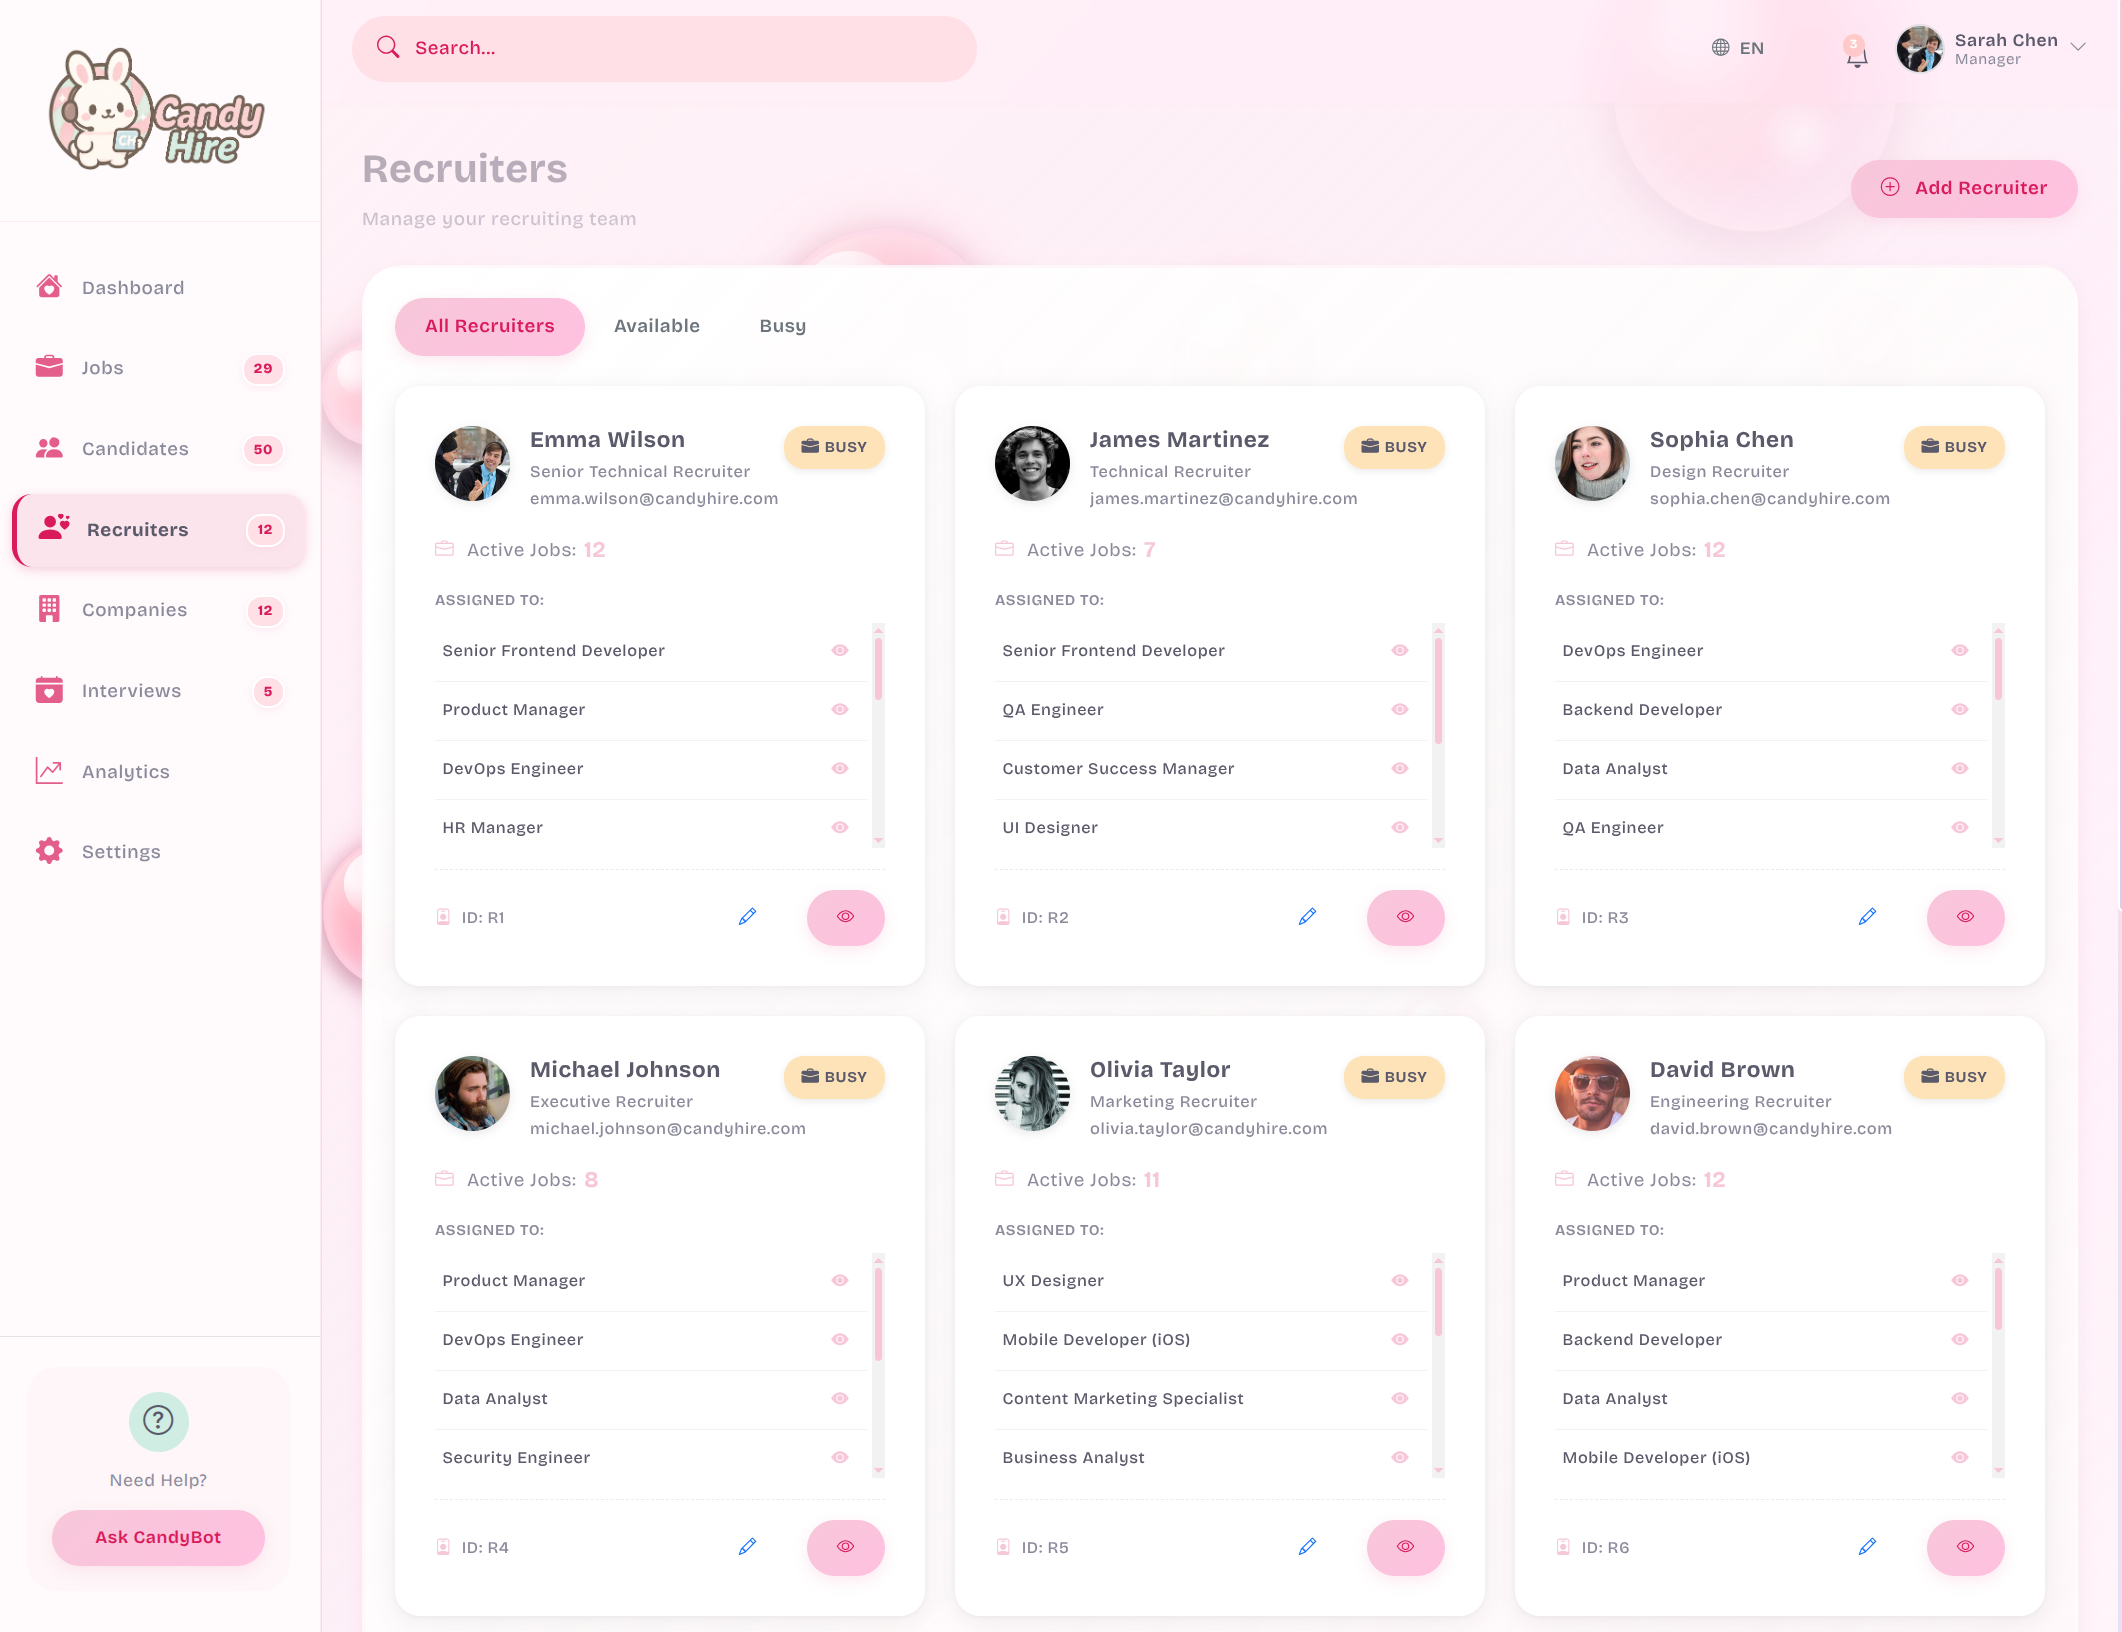 Candy
Hire
CH
Dashboard
Jobs
29
Candidates
50
Recruiters
12
Companies
12
Interviews
5
Analytics
Settings
Need Help?
Ask CandyBot
Search...
EN
3
Sarah Chen
Manager
Recruiters
Manage your recruiting team
Add Recruiter
All Recruiters
Available
Busy
Emma Wilson
BUSY
Senior Technical Recruiter
emma.wilson@candyhire.com
Active Jobs: 12
ASSIGNED TO:
Senior Frontend Developer
Product Manager
DevOps Engineer
HR Manager
ID: R1
James Martinez
BUSY
Technical Recruiter
james.martinez@candyhire.com
Active Jobs: 7
ASSIGNED TO:
Senior Frontend Developer
QA Engineer
Customer Success Manager
UI Designer
ID: R2
Sophia Chen
BUSY
Design Recruiter
sophia.chen@candyhire.com
Active Jobs: 12
ASSIGNED TO:
DevOps Engineer
Backend Developer
Data Analyst
QA Engineer
ID: R3
Michael Johnson
BUSY
Executive Recruiter
michael.johnson@candyhire.com
Active Jobs: 8
ASSIGNED TO:
Product Manager
DevOps Engineer
Data Analyst
Security Engineer
ID: R4
Olivia Taylor
BUSY
Marketing Recruiter
olivia.taylor@candyhire.com
Active Jobs: 11
ASSIGNED TO:
UX Designer
Mobile Developer (iOS)
Content Marketing Specialist
Business Analyst
ID: R5
David Brown
BUSY
Engineering Recruiter
david.brown@candyhire.com
Active Jobs: 12
ASSIGNED TO:
Product Manager
Backend Developer
Data Analyst
Mobile Developer (iOS)
ID: R6